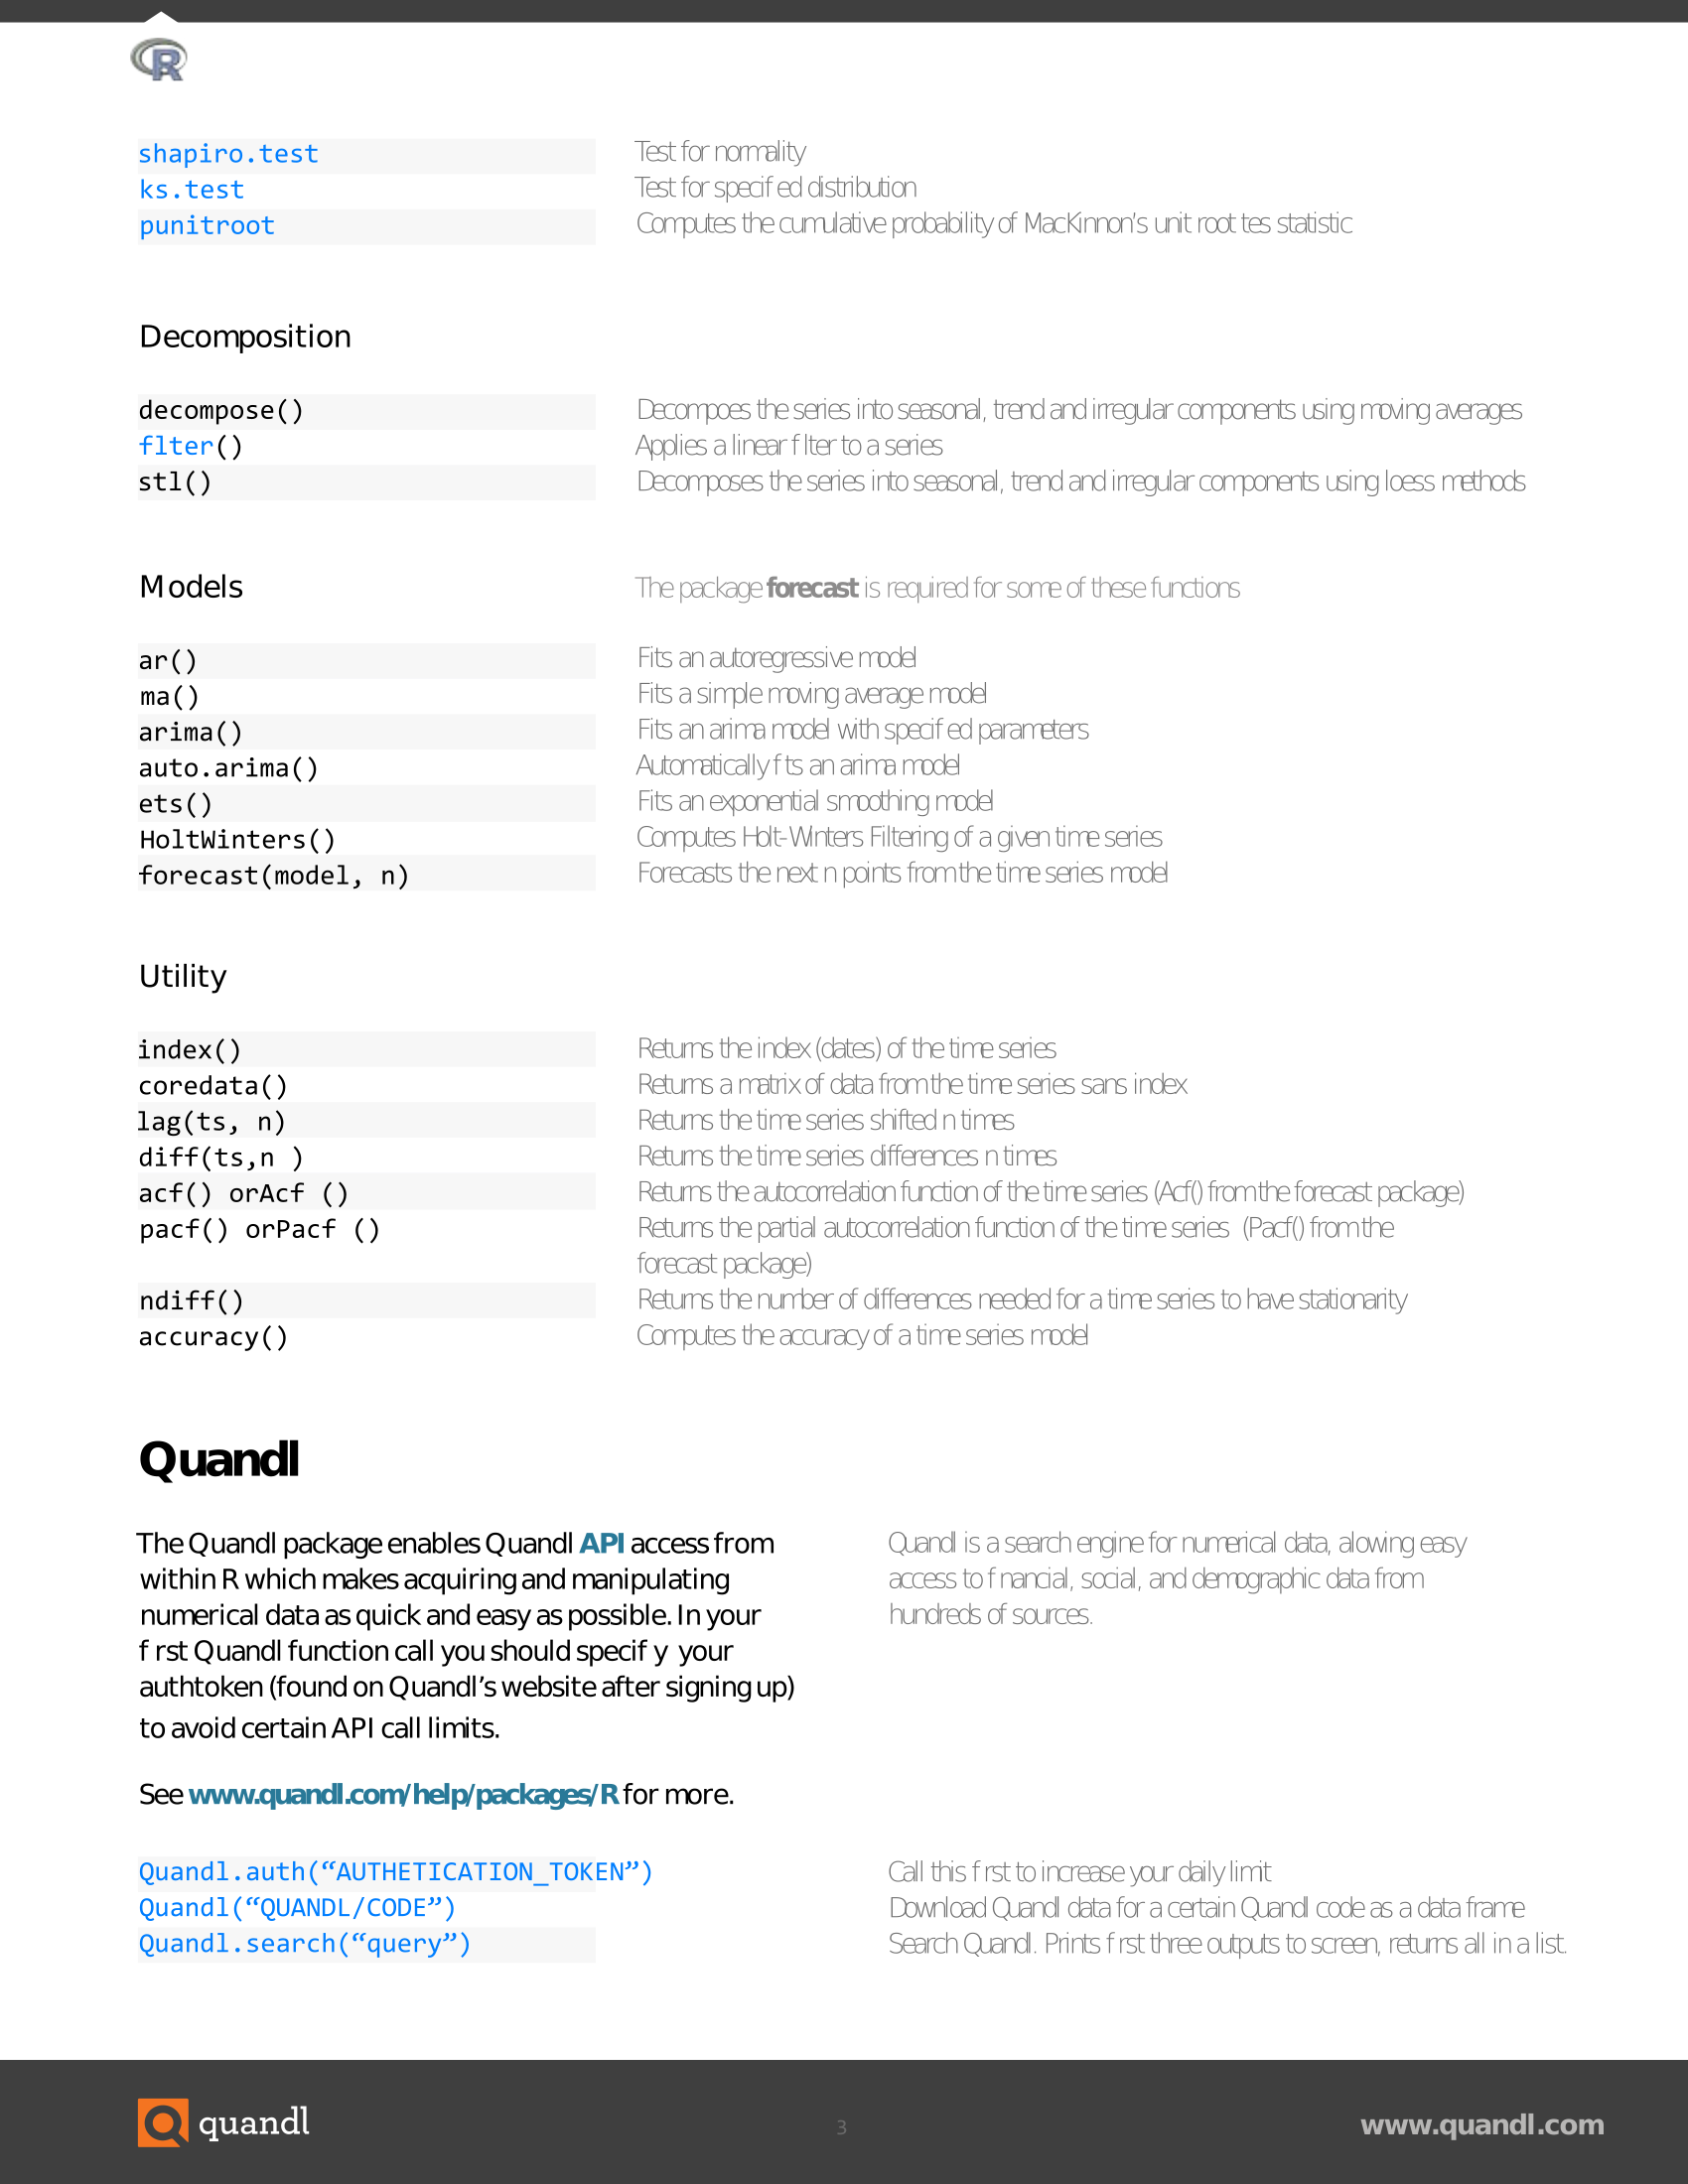 R
shapiro.test Test for normality
ks.test Test for specifed distribution
punitroot Computes the cumulative probability of MacKinnon's unit root tes statistic
Decomposition
decompose() Decompoes the series into seasonal, trend and irregular components using moving averages
flter() Applies a linear flter to a series
stl() Decomposes the series into seasonal, trend and irregular components using loess methods
Models The package forecast is required for some of these functions
ar() Fits an autoregressive model
ma() Fits a simple moving average model
arima() Fits an arima model with specifed parameters
auto.arima() Automatically fts an arima model
ets() Fits an exponential smoothing model
HoltWinters() Computes Holt-Winters Filtering of a given time series
forecast(model, n) Forecasts the next n points from the time series model
Utility
index() Returns the index (dates) of the time series
coredata() Returns a matrix of data from the time series sans index
lag(ts, n) Returns the time series shifted n times
diff(ts,n ) Returns the time series differences n times
acf() orAcf () Returns the autocorrelation function of the time series (Acf() from the forecast package)
pacf() orPacf () Returns the partial autocorrelation function of the time series (Pacf() from the
forecast package)
ndiff() Returns the number of differences needed for a time series to have stationarity
accuracy() Computes the accuracy of a time series model
Quandl
The Quandl package enables Quandl API access from
within R which makes acquiring and manipulating
numerical data as quick and easy as possible. In your
frst Quandl function call you should specify your
authtoken (found on Quandl's website after signing up)
to avoid certain API call limits.
Quandl is a search engine for numerical data, alowing easy
access to fnancial, social, and demographic data from
hundreds of sources.
See www.quandl.com/help/packages/R for more.
Quandl.auth(“AUTHETICATION_TOKEN”) Call this frst to increase your daily limit
Quandl(“QUANDL/CODE”) Download Quandl data for a certain Quandl code as a data frame
Quandl.search(“query”) Search Quandl. Prints frst three outputs to screen, returns all in a list.
quandl 3 www.quandl.com